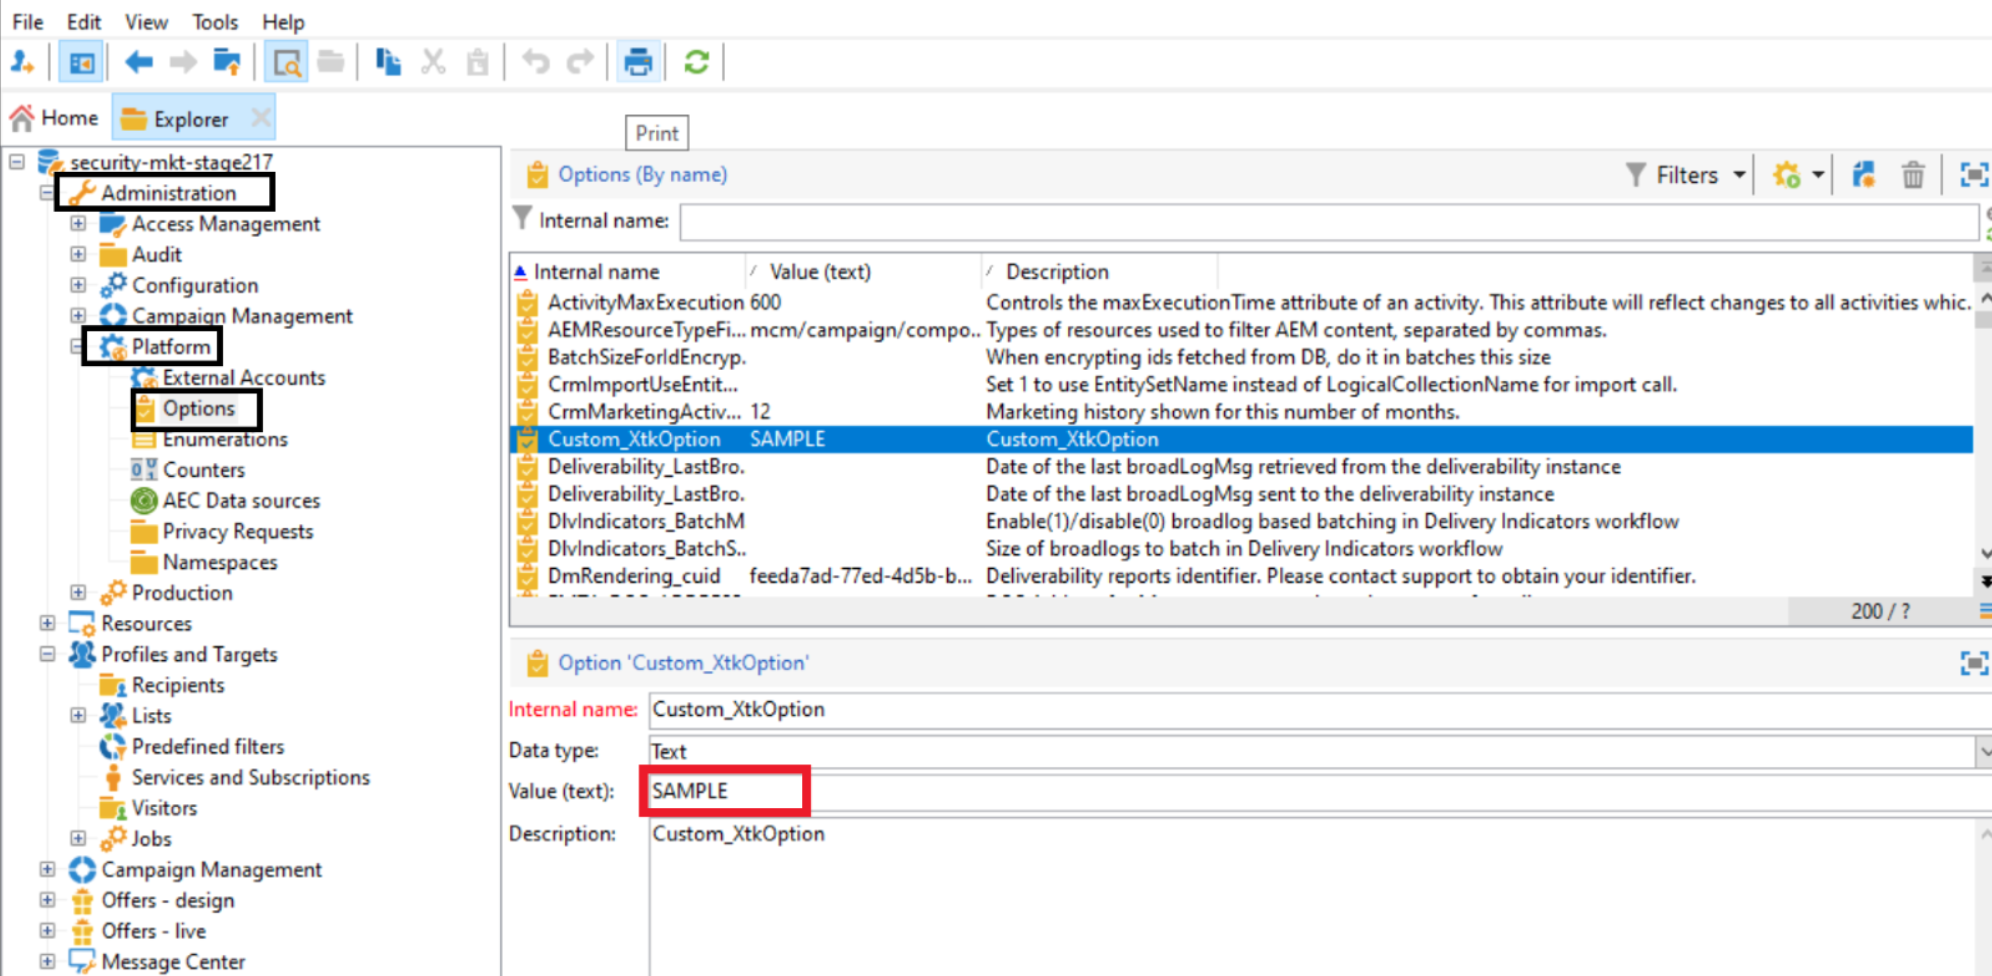 File Edit View Tools Help
Home Explorer
Print
security-mkt-stage217
Administration
Access Management
Audit
Configuration
Campaign Management
Platform
External Accounts
Options
Enumerations
Counters
AEC Data sources
Privacy Requests
Namespaces
Production
Resources
Profiles and Targets
Recipients
Lists
Predefined filters
Services and Subscriptions
Visitors
Jobs
Campaign Management
Offers - design
Offers - live
Message Center
Options (By name) Filters
Internal name:
Internal name Value (text) Description
ActivityMaxExecution 600 Controls the maxExecutionTime attribute of an activity. This attribute will reflect changes to all activities whic.
AEMResourceTypeFi... mcm/campaign/compo.. Types of resources used to filter AEM content, separated by commas.
BatchSizeForIdEncryp. When encrypting ids fetched from DB, do it in batches this size
CrmImportUseEntit... Set 1 to use EntitySetName instead of LogicalCollectionName for import call.
CrmMarketingActiv... 12 Marketing history shown for this number of months.
Custom_XtkOption SAMPLE Custom_XtkOption
Deliverability_LastBro. Date of the last broadLogMsg retrieved from the deliverability instance
Deliverability_LastBro. Date of the last broadLogMsg sent to the deliverability instance
DlvIndicators_BatchM Enable(1)/disable(0) broadlog based batching in Delivery Indicators workflow
DlvIndicators_BatchS.. Size of broadlogs to batch in Delivery Indicators workflow
DmRendering_cuid feeda7ad-77ed-4d5b-b... Deliverability reports identifier. Please contact support to obtain your identifier.
200 / ?
Option 'Custom_XtkOption'
Internal name: Custom_XtkOption
Data type: Text
Value (text): SAMPLE
Description: Custom_XtkOption